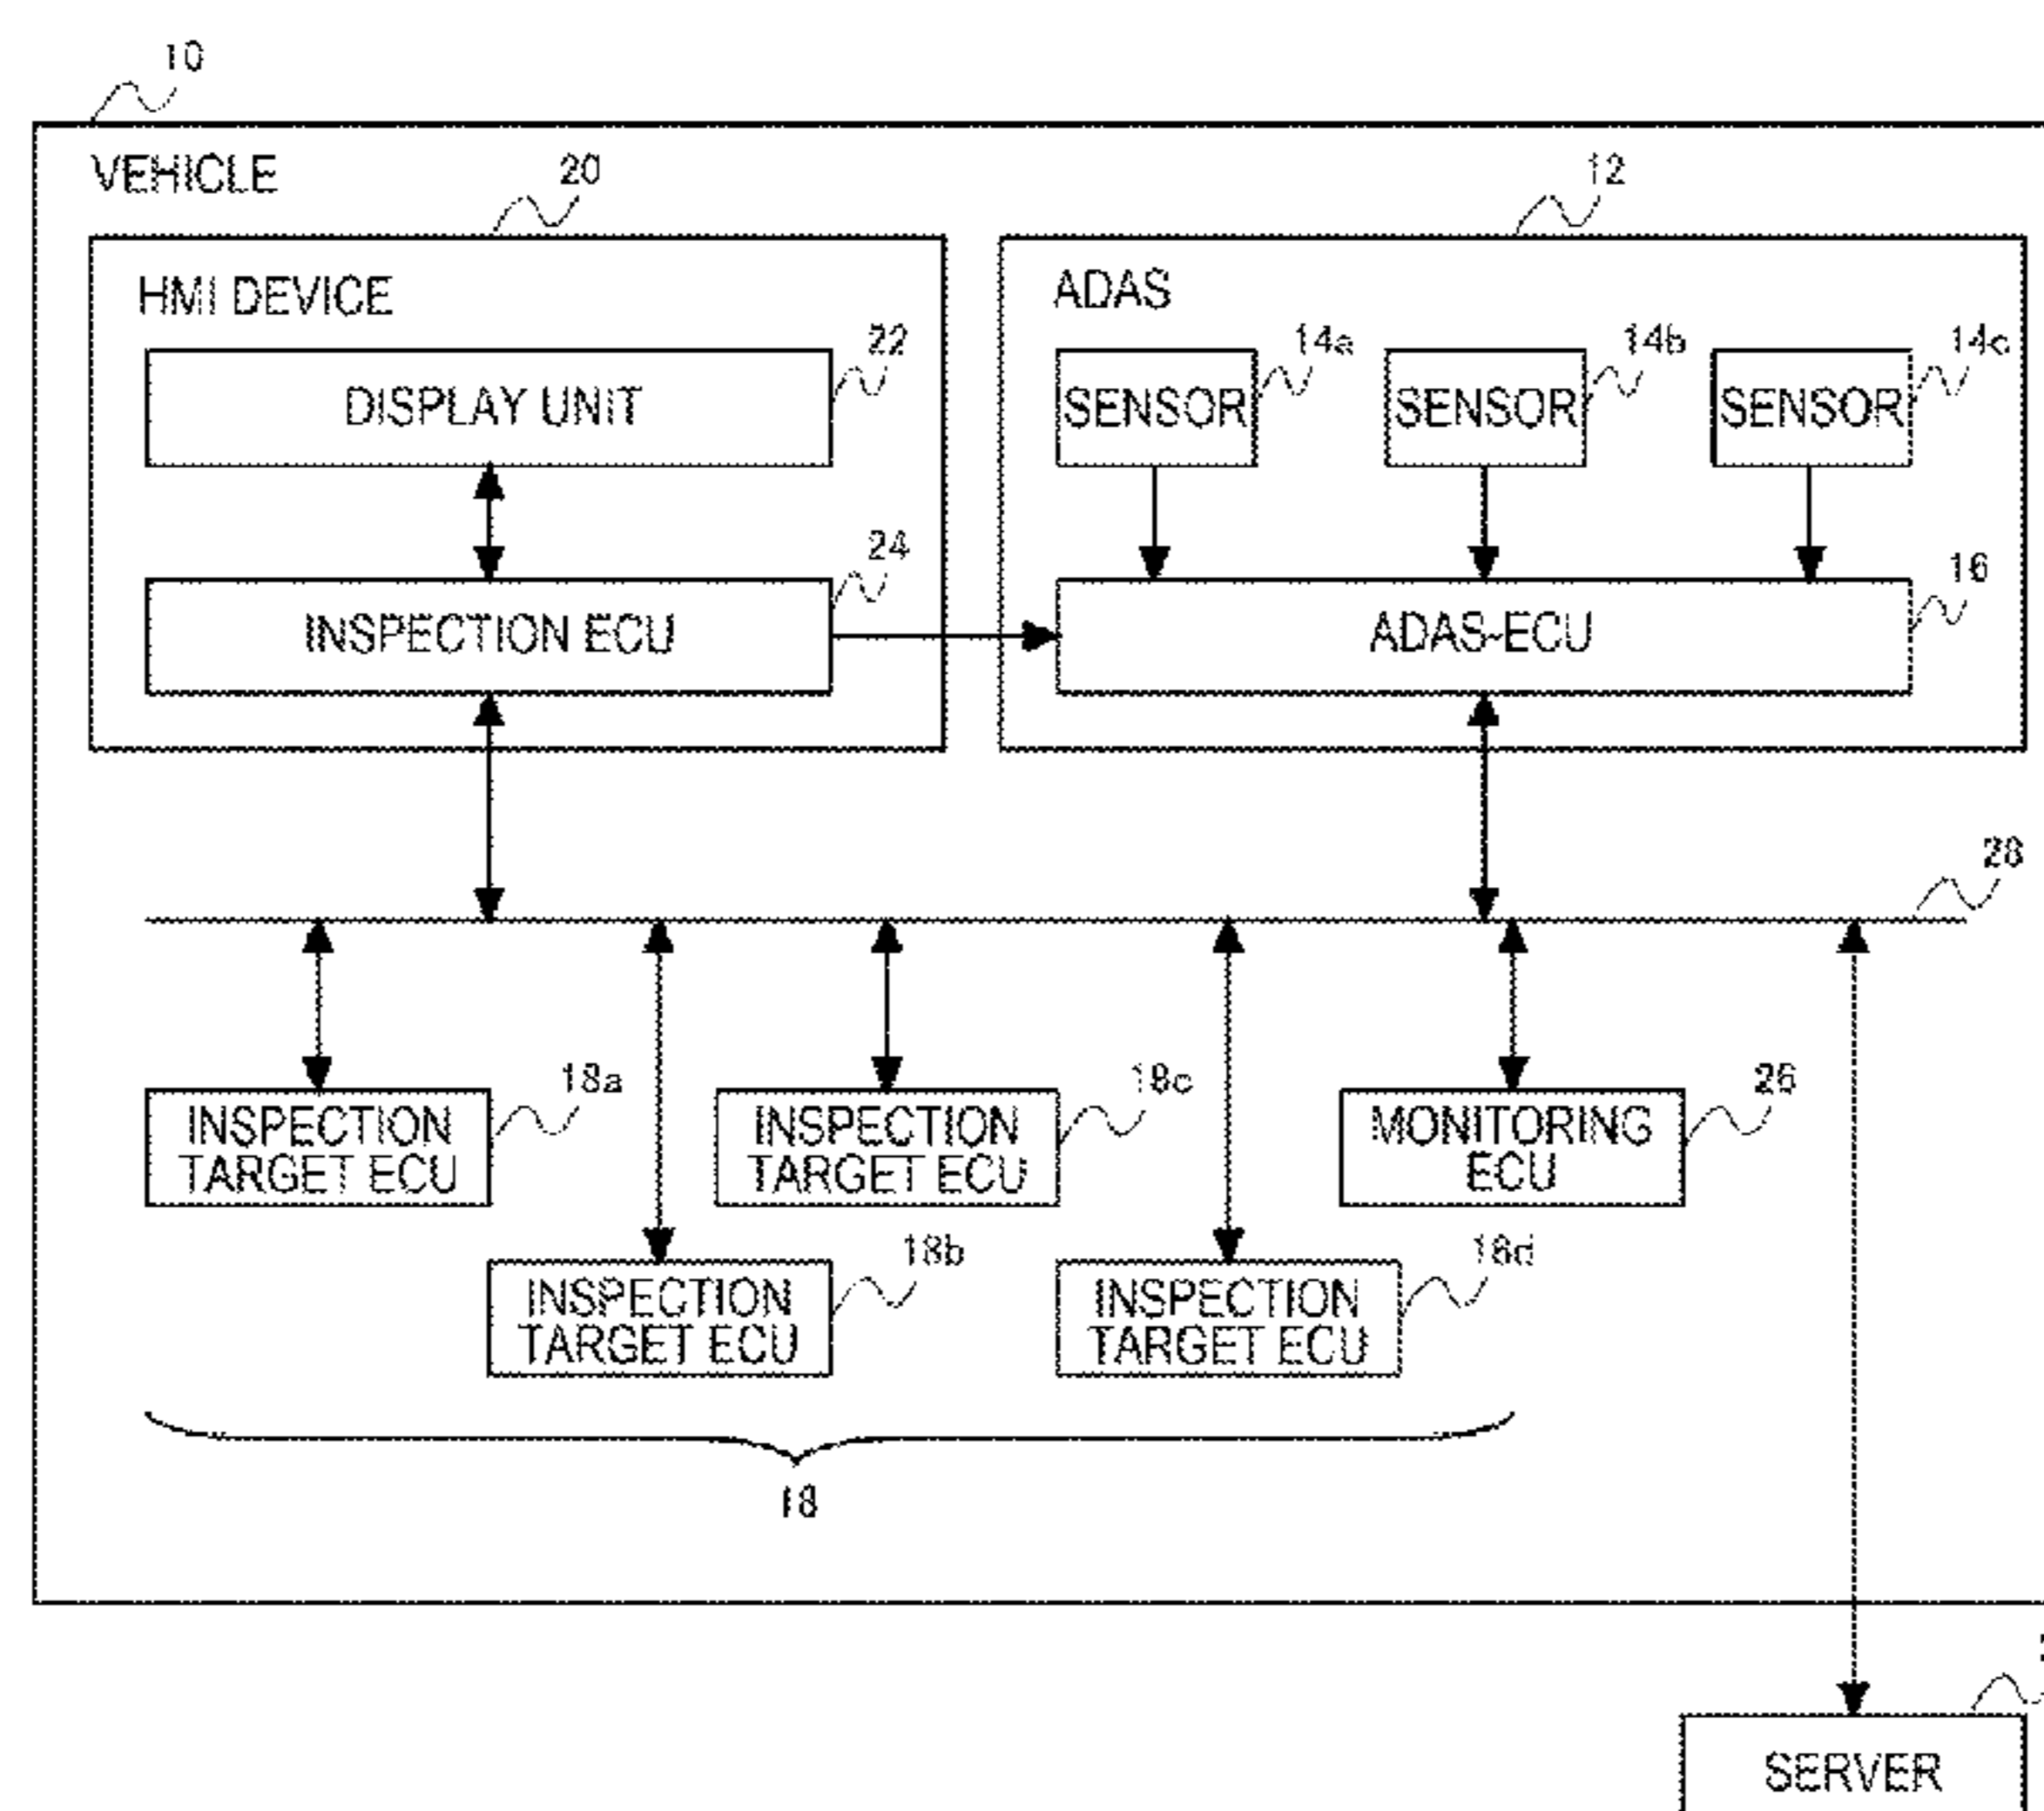 10
VEHICLE
20
12
HMI DEVICE
ADAS
22
14a
14b
14c
DISPLAY UNIT
SENSOR
SENSOR
SENSOR
24
16
INSPECTION ECU
ADAS-ECU
28
18a
18c
26
INSPECTION
TARGET ECU
INSPECTION
TARGET ECU
MONITORING
ECU
18b
18d
INSPECTION
TARGET ECU
INSPECTION
TARGET ECU
18
SERVER